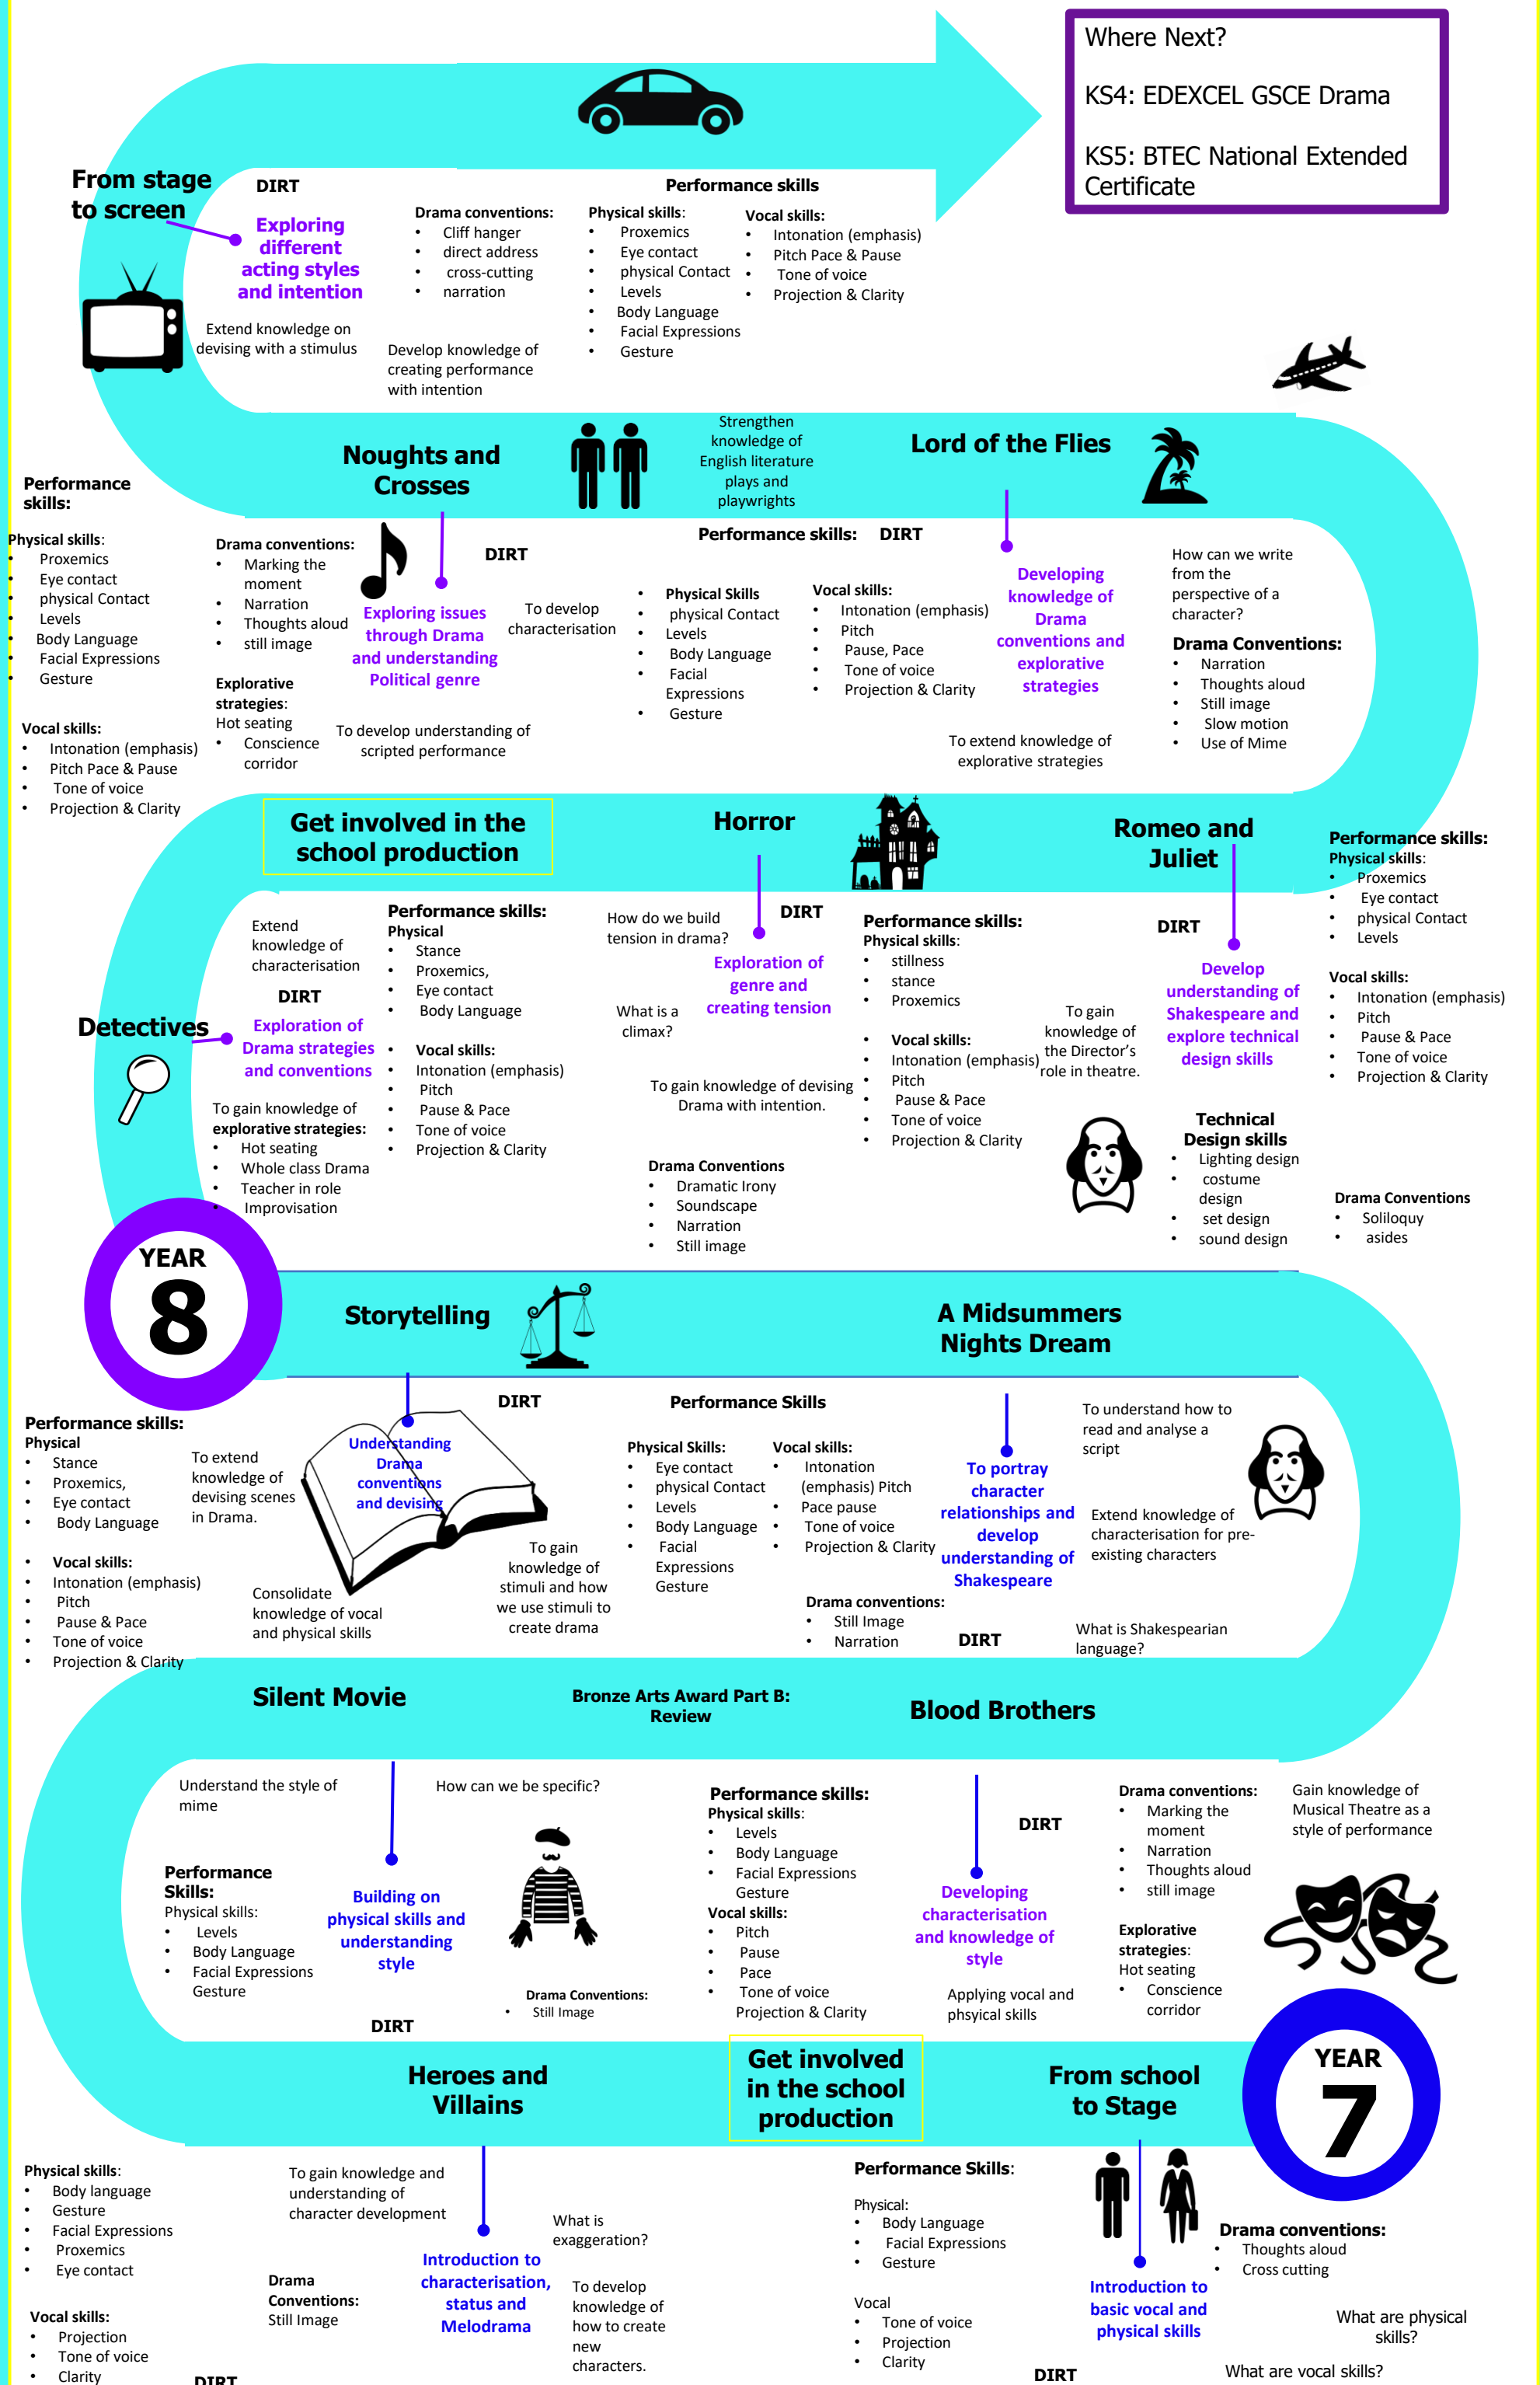 Where Next?
KS4: EDEXCEL GSCE Drama
KS5: BTEC National Extended
Certificate
From stage
to screen
DIRT
Exploring
different
acting styles
and intention
Extend knowledge on
devising with a stimulus
Drama conventions:
• Cliff hanger
• direct address
• cross-cutting
• narration
Develop knowledge of
creating performance
with intention
Performance skills
Physical skills:
• Proxemics
• Eye contact
• physical Contact
• Levels
• Body Language
• Facial Expressions
• Gesture
Vocal skills:
• Intonation (emphasis)
• Pitch Pace & Pause
• Tone of voice
• Projection & Clarity
Noughts and
Crosses
Strengthen
knowledge of
English literature
plays and
playwrights
Lord of the Flies
Performance
skills:
Physical skills:
• Proxemics
• Eye contact
• physical Contact
• Levels
• Body Language
• Facial Expressions
• Gesture
Vocal skills:
• Intonation (emphasis)
• Pitch Pace & Pause
• Tone of voice
• Projection & Clarity
Drama conventions:
• Marking the
moment
• Narration
• Thoughts aloud
• still image
Explorative
strategies:
Hot seating
• Conscience
corridor
DIRT
Exploring issues
through Drama
and understanding
Political genre
To develop
characterisation
To develop understanding of
scripted performance
Performance skills: DIRT
• Physical Skills
• physical Contact
• Levels
• Body Language
• Facial
Expressions
• Gesture
Vocal skills:
• Intonation (emphasis)
• Pitch
• Pause, Pace
• Tone of voice
• Projection & Clarity
Developing
knowledge of
Drama
conventions and
explorative
strategies
To extend knowledge of
explorative strategies
How can we write
from the
perspective of a
character?
Drama Conventions:
• Narration
• Thoughts aloud
• Still image
• Slow motion
• Use of Mime
Get involved in the
school production
Horror
Romeo and
Juliet
Detectives
Extend
knowledge of
characterisation
DIRT
Exploration of
Drama strategies
and conventions
To gain knowledge of
explorative strategies:
• Hot seating
• Whole class Drama
• Teacher in role
• Improvisation
Performance skills:
Physical
• Stance
• Proxemics,
• Eye contact
• Body Language
• Vocal skills:
• Intonation (emphasis)
• Pitch
• Pause & Pace
• Tone of voice
• Projection & Clarity
How do we build
tension in drama?
DIRT
Exploration of
genre and
creating tension
What is a
climax?
To gain knowledge of devising
Drama with intention.
Drama Conventions
• Dramatic Irony
• Soundscape
• Narration
• Still image
Performance skills:
Physical skills:
• stillness
• stance
• Proxemics
• Vocal skills:
• Intonation (emphasis)
• Pitch
• Pause & Pace
• Tone of voice
• Projection & Clarity
DIRT
Develop
understanding of
Shakespeare and
explore technical
design skills
To gain
knowledge of
the Director's
role in theatre.
Technical
Design skills
• Lighting design
• costume
design
• set design
• sound design
Performance skills:
Physical skills:
• Proxemics
• Eye contact
• physical Contact
• Levels
Vocal skills:
• Intonation (emphasis)
• Pitch
• Pause & Pace
• Tone of voice
• Projection & Clarity
Drama Conventions
• Soliloquy
• asides
YEAR
8
Storytelling
A Midsummers
Nights Dream
Performance skills:
Physical
• Stance
• Proxemics,
• Eye contact
• Body Language
• Vocal skills:
• Intonation (emphasis)
• Pitch
• Pause & Pace
• Tone of voice
• Projection & Clarity
To extend
knowledge of
devising scenes
in Drama.
DIRT
Understanding
Drama
conventions
and devising
Consolidate
knowledge of vocal
and physical skills
To gain
knowledge of
stimuli and how
we use stimuli to
create drama
Performance Skills
Physical Skills:
• Eye contact
• physical Contact
• Levels
• Body Language
• Facial
Expressions
Gesture
Vocal skills:
• Intonation
(emphasis) Pitch
• Pace pause
• Tone of voice
• Projection & Clarity
Drama conventions:
• Still Image
• Narration
To portray
character
relationships and
develop
understanding of
Shakespeare
DIRT
To understand how to
read and analyse a
script
Extend knowledge of
characterisation for pre-
existing characters
What is Shakespearian
language?
Silent Movie
Bronze Arts Award Part B:
Review
Blood Brothers
Understand the style of
mime
How can we be specific?
Performance
Skills:
Physical skills:
• Levels
• Body Language
• Facial Expressions
Gesture
Building on
physical skills and
understanding
style
DIRT
Drama Conventions:
• Still Image
Performance skills:
Physical skills:
• Levels
• Body Language
• Facial Expressions
Gesture
Vocal skills:
• Pitch
• Pause
• Pace
• Tone of voice
Projection & Clarity
DIRT
Developing
characterisation
and knowledge of
style
Applying vocal and
phsyical skills
Drama conventions:
• Marking the
moment
• Narration
• Thoughts aloud
• still image
Explorative
strategies:
Hot seating
• Conscience
corridor
Gain knowledge of
Musical Theatre as a
style of performance
Heroes and
Villains
Get involved
in the school
production
From school
to Stage
YEAR
7
Physical skills:
• Body language
• Gesture
• Facial Expressions
• Proxemics
• Eye contact
Vocal skills:
• Projection
• Tone of voice
• Clarity
DIRT
To gain knowledge and
understanding of
character development
Drama
Conventions:
Still Image
Introduction to
characterisation,
status and
Melodrama
What is
exaggeration?
To develop
knowledge of
how to create
new
characters.
Performance Skills:
Physical:
• Body Language
• Facial Expressions
• Gesture
Vocal
• Tone of voice
• Projection
• Clarity
Introduction to
basic vocal and
physical skills
DIRT
Drama conventions:
• Thoughts aloud
• Cross cutting
What are physical
skills?
What are vocal skills?